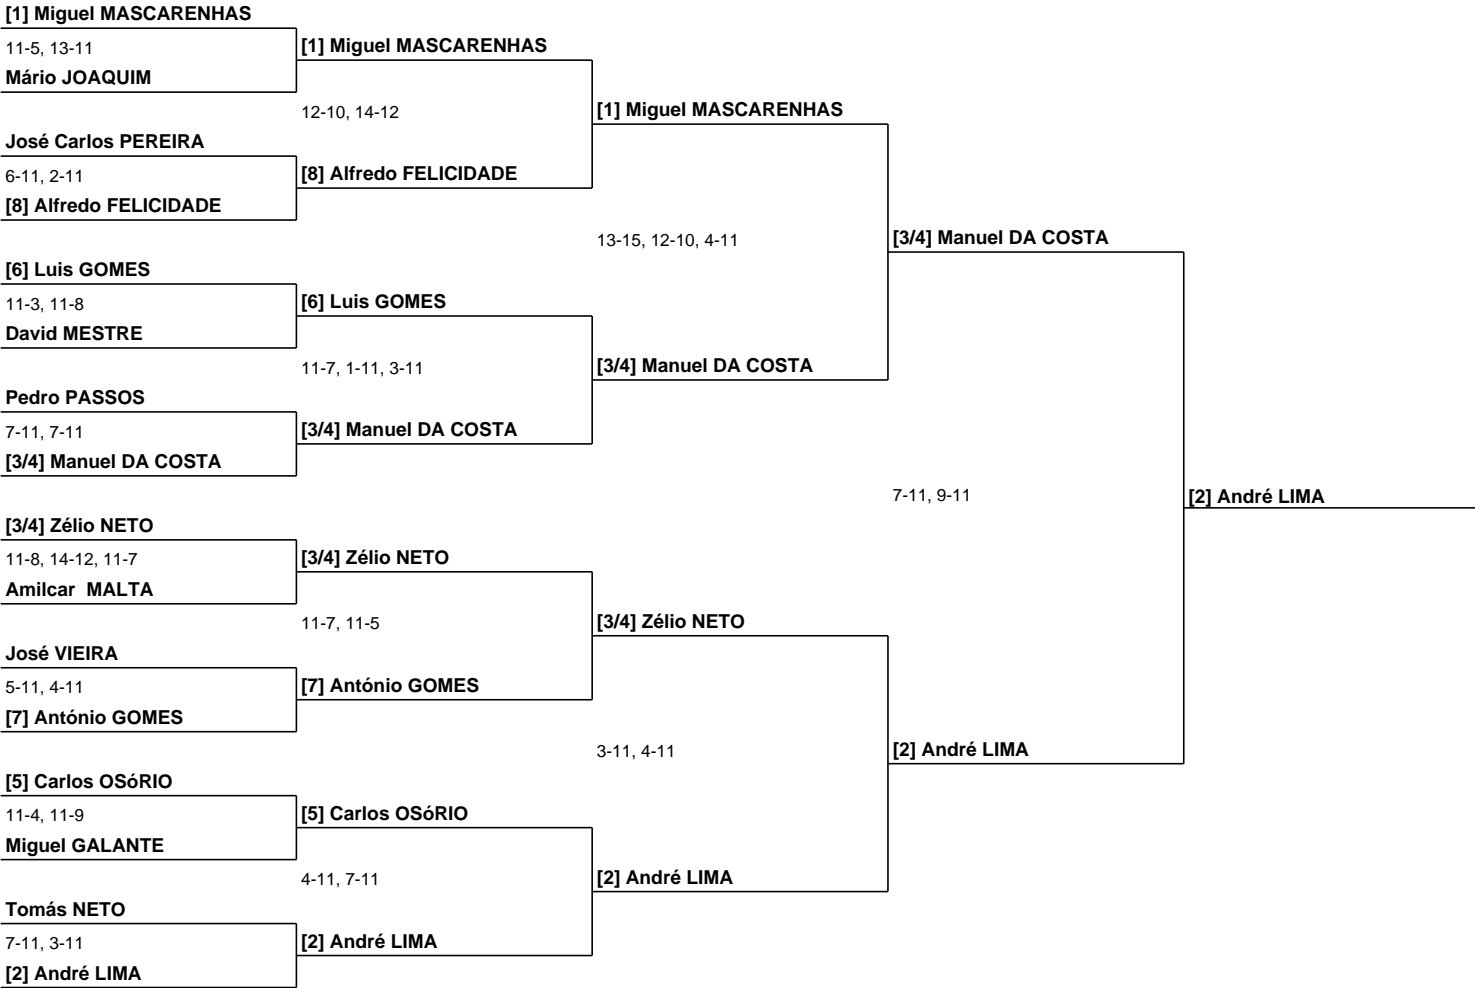 [1] Miguel MASCARENHAS
11-5, 13-11
Mário JOAQUIM
José Carlos PEREIRA
6-11, 2-11
[8] Alfredo FELICIDADE
[6] Luis GOMES
11-3, 11-8
David MESTRE
Pedro PASSOS
7-11, 7-11
[3/4] Manuel DA COSTA
[3/4] Zélio NETO
11-8, 14-12, 11-7
Amilcar  MALTA
José VIEIRA
5-11, 4-11
[7] António GOMES
[5] Carlos OSóRIO
11-4, 11-9
Miguel GALANTE
Tomás NETO
7-11, 3-11
[2] André LIMA
[1] Miguel MASCARENHAS
12-10, 14-12
[8] Alfredo FELICIDADE
[6] Luis GOMES
11-7, 1-11, 3-11
[3/4] Manuel DA COSTA
[3/4] Zélio NETO
11-7, 11-5
[7] António GOMES
[5] Carlos OSóRIO
4-11, 7-11
[2] André LIMA
[1] Miguel MASCARENHAS
13-15, 12-10, 4-11
[3/4] Manuel DA COSTA
[3/4] Zélio NETO
3-11, 4-11
[2] André LIMA
[3/4] Manuel DA COSTA
7-11, 9-11
[2] André LIMA
[2] André LIMA